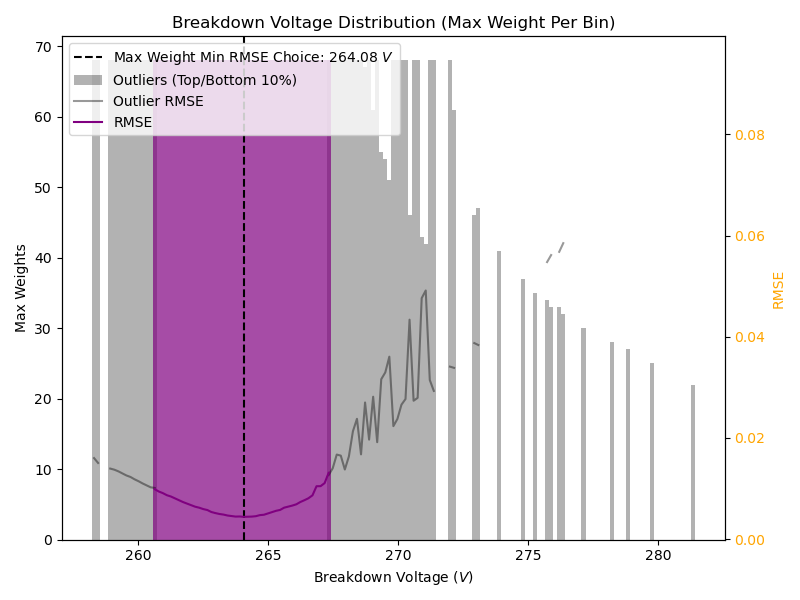 Breakdown Voltage Distribution (Max Weight Per Bin)
Max Weight Min RMSE Choice: 264.08 V
Outliers (Top/Bottom 10%)
Outlier RMSE
RMSE
70
60
50
40
30
20
10
0
Max Weights
0.08
0.06
0.04
0.02
0.00
RMSE
260
265
270
275
280
Breakdown Voltage (V)